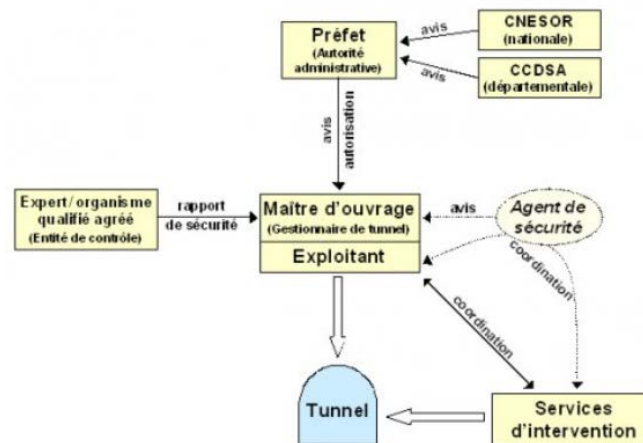 Préfet
(Autorité
administrative)
avis
CNESOR
(nationale)
avis
CCDSA
(départementale)
avis
autorisation
Expert/organisme
qualifié agréé
(Entité de contrôle)
rapport
de sécurité
Maître d'ouvrage
(Gestionnaire de tunnel)
Exploitant
avis
Agent de
sécurité
coordination
coordination
Tunnel
Services
d'intervention